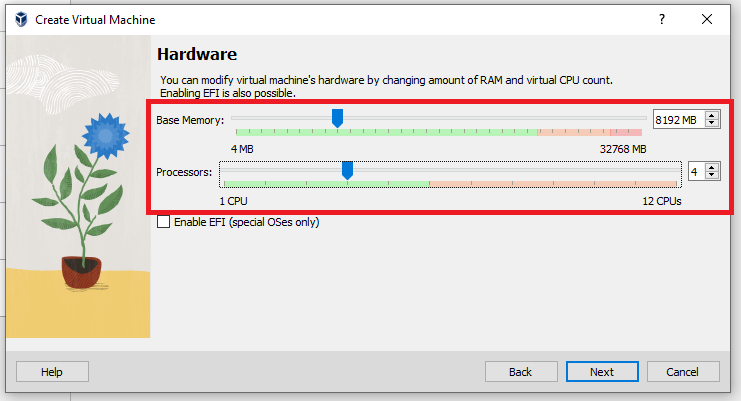 Create Virtual Machine
Hardware
You can modify virtual machine's hardware by changing amount of RAM and virtual CPU count.
Enabling EFI is also possible.
Base Memory: 8192 MB
4 MB 32768 MB
Processors: 4
1 CPU 12 CPUs
Enable EFI (special OSes only)
Help Back Next Cancel